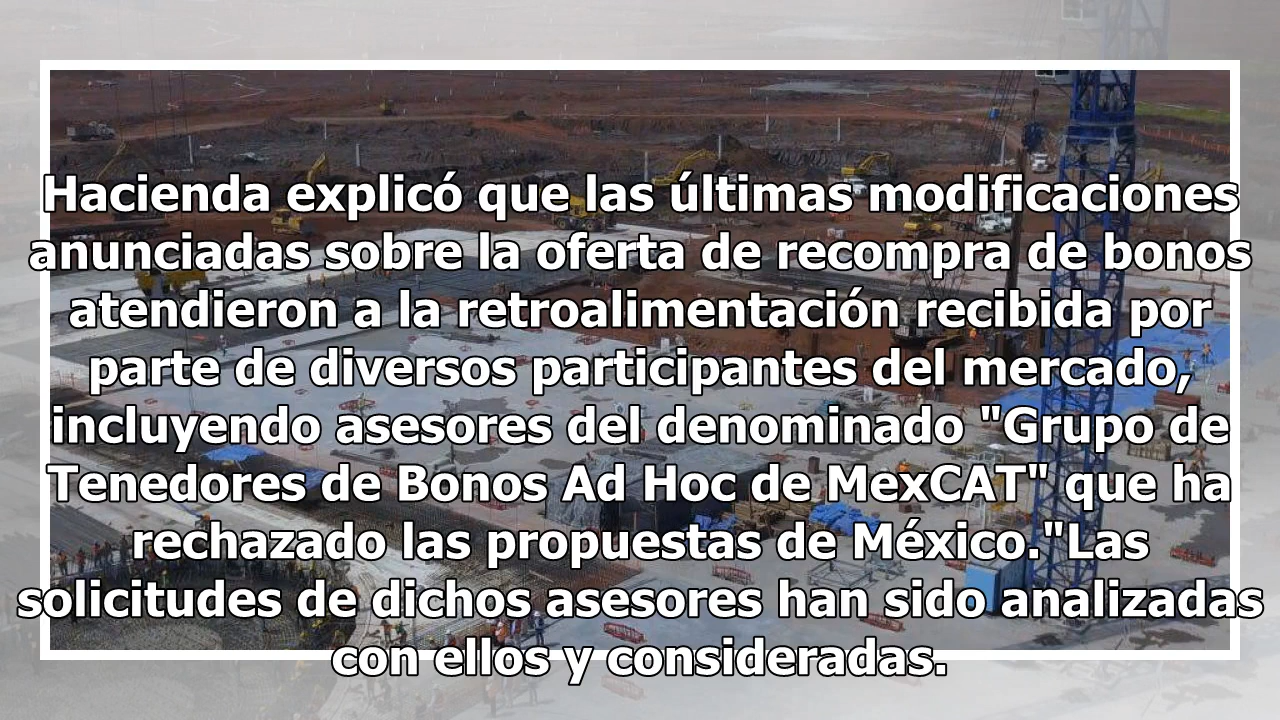 Hacienda explicó que las últimas modificaciones
anunciadas sobre la oferta de recompra de bonos
atendieron a la retroalimentación recibida por
parte de diversos participantes del mercado,
incluyendo asesores del denominado "Grupo de
Tenedores de Bonos Ad Hoc de MexCAT" que ha
rechazado las propuestas de México."Las
solicitudes de dichos asesores han sido analizadas
con ellos y consideradas.